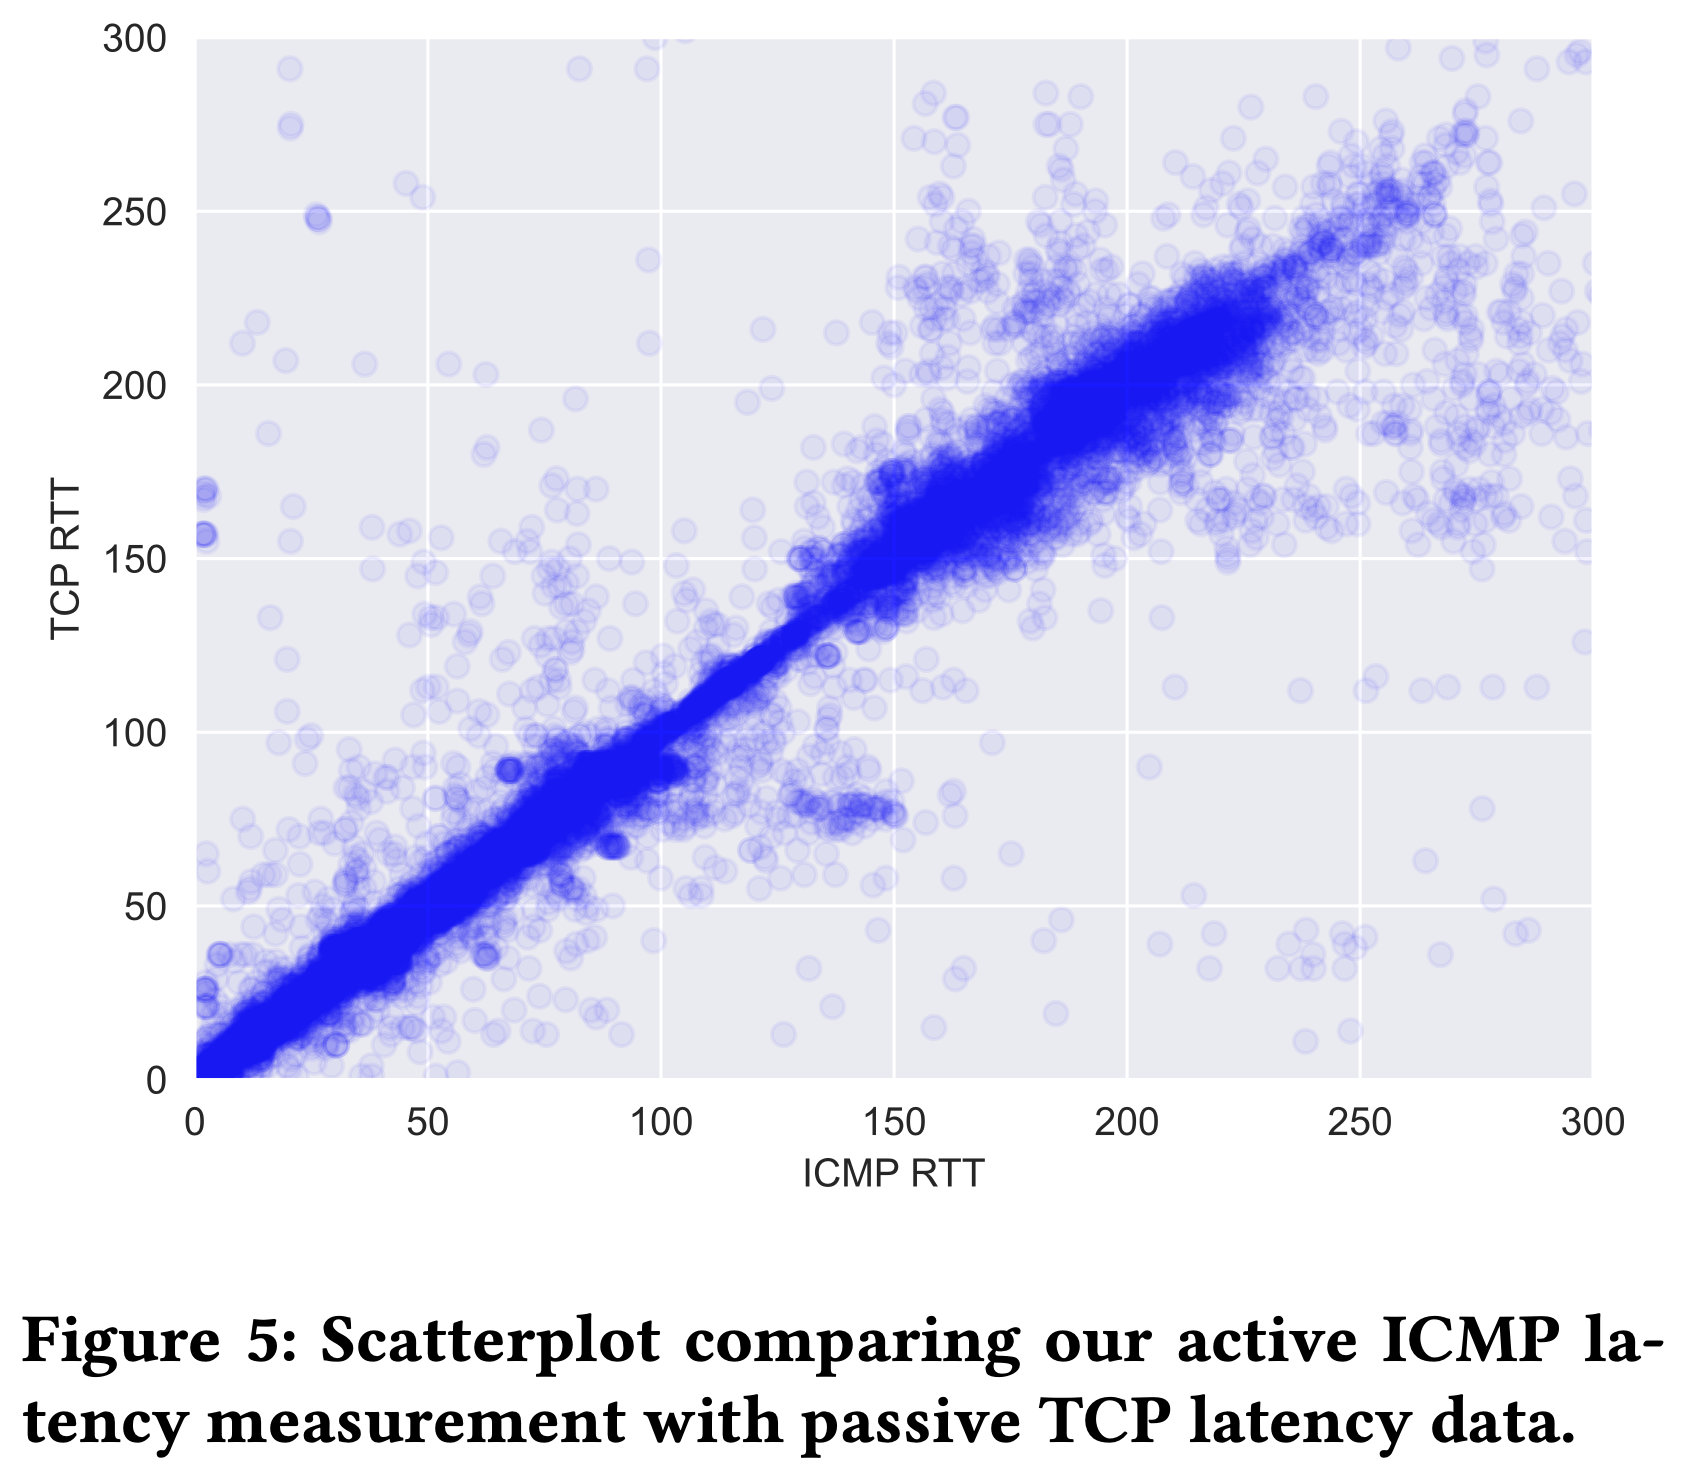 300
250
200
150
100
50
0
TCP RTT
0 50 100 150 200 250 300
ICMP RTT
Figure 5: Scatterplot comparing our active ICMP la-
tency measurement with passive TCP latency data.